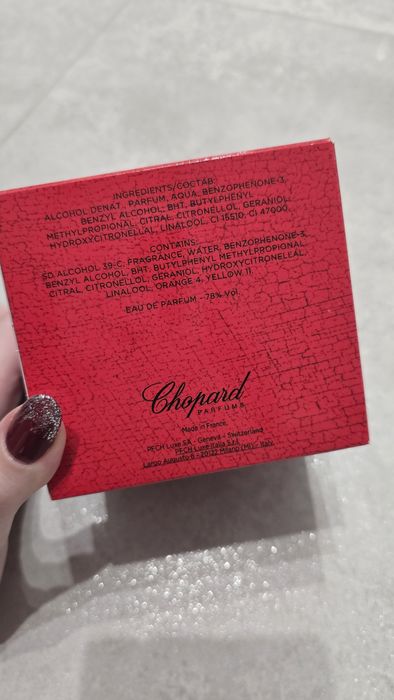 INGREDIENTS/СОСТАВ:
ALCOHOL DENAT., PARFUM, AQUA, BENZOPHENONE-3,
BENZYL ALCOHOL, BHT, BUTYLPHENYL
METHYLPROPIONAL, CITRAL, CITRONELLOL, GERANIOL,
HYDROXYCITRONELLAL, LINALOOL, CI 15510, CI 47000.
CONTAINS:
SD ALCOHOL 39-C, FRAGRANCE, WATER, BENZOPHENONE-3,
BENZYL ALCOHOL, BHT, BUTYLPHENYL METHYLPROPIONAL,
CITRAL, CITRONELLOL, GERANIOL, HYDROXYCITRONELLAL,
LINALOOL, ORANGE 4, YELLOW 11
EAU DE PARFUM - 78% Vol
Chopard
PARFUMS
Made in France,
PECH Luxe SA - Geneva - Switzerland
PECH Luxe Italia S.r.l.
Largo Augusto 8 - 20122 Milano (MI) - Italy